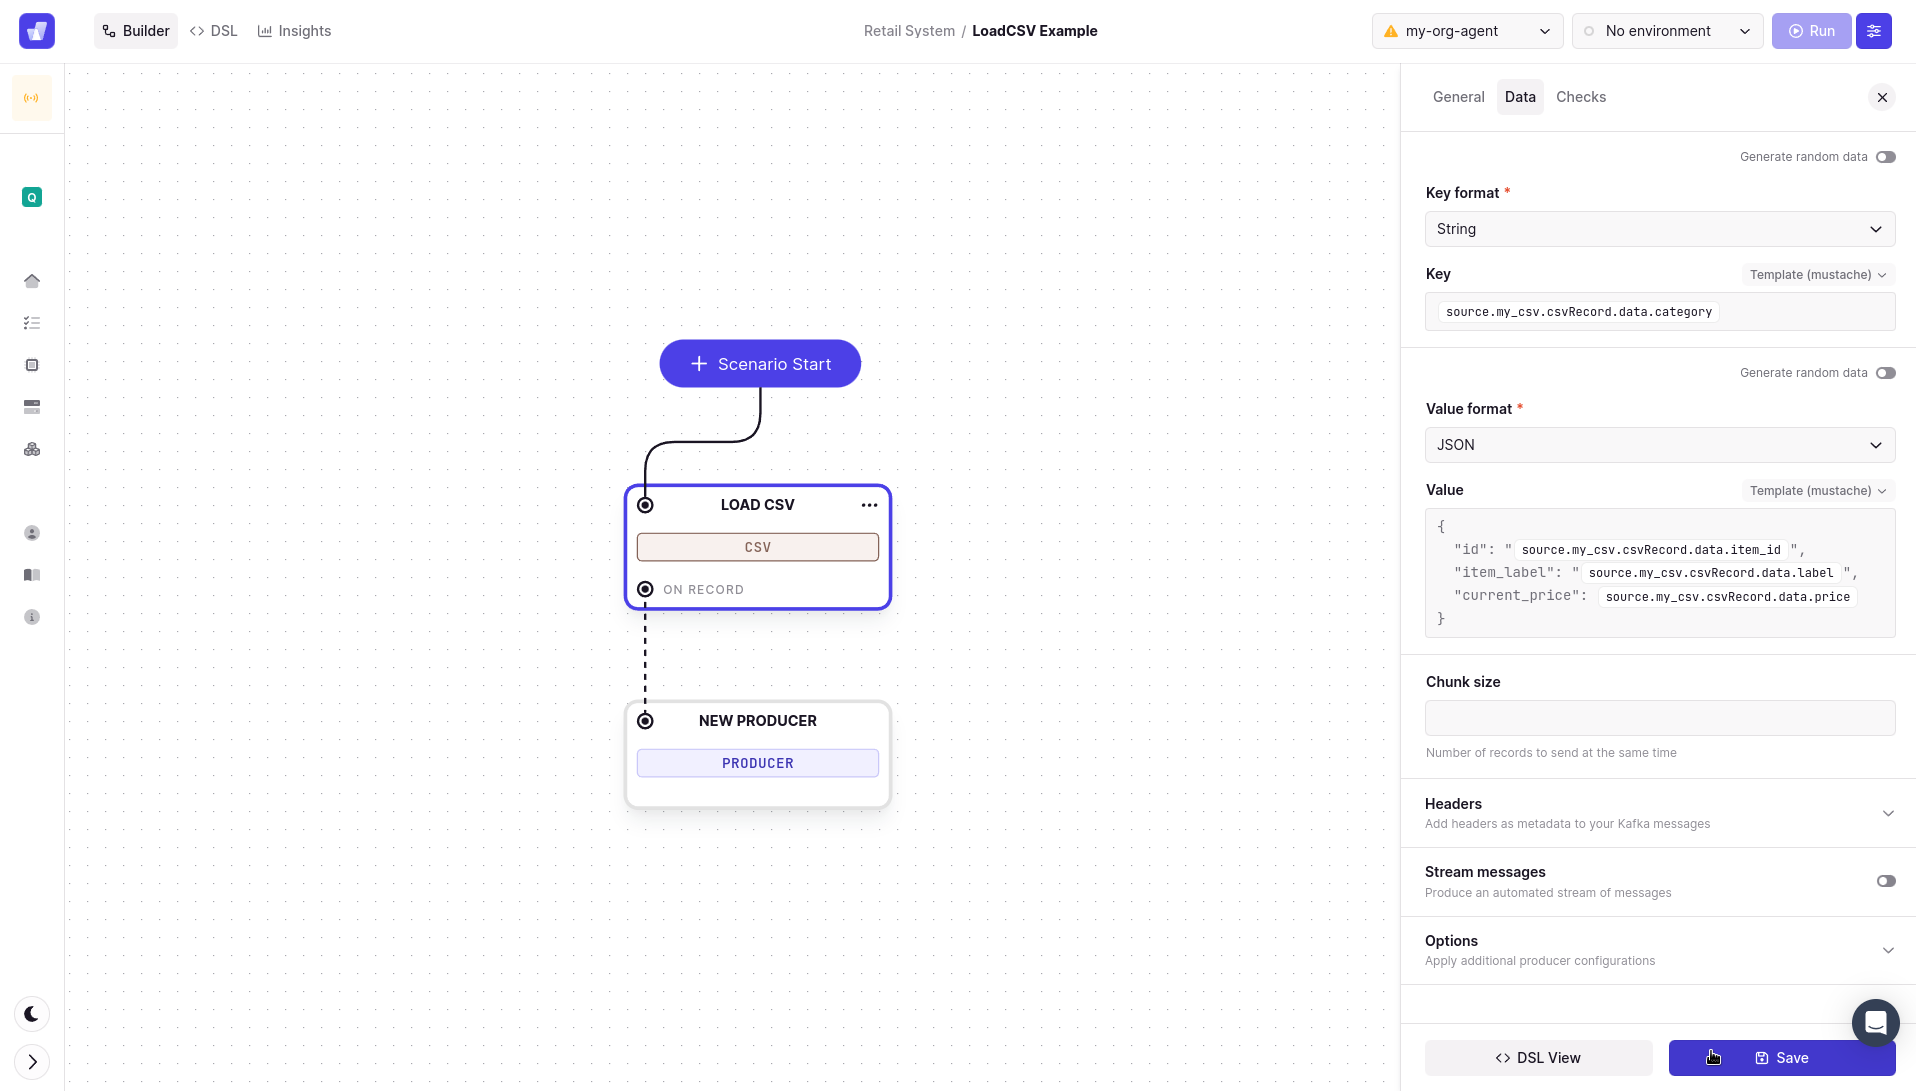 Builder
DSL
Insights
Retail System / LoadCSV Example
my-org-agent
No environment
Run
Q
Scenario Start
LOAD CSV
CSV
ON RECORD
NEW PRODUCER
PRODUCER
General
Data
Checks
Generate random data
Key format *
String
Key
Template (mustache)
source.my_csv.csvRecord.data.category
Generate random data
Value format *
JSON
Value
Template (mustache)
{
"id": " source.my_csv.csvRecord.data.item_id ",
"item_label": " source.my_csv.csvRecord.data.label ",
"current_price": source.my_csv.csvRecord.data.price
}
Chunk size
Number of records to send at the same time
Headers
Add headers as metadata to your Kafka messages
Stream messages
Produce an automated stream of messages
Options
Apply additional producer configurations
DSL View
Save